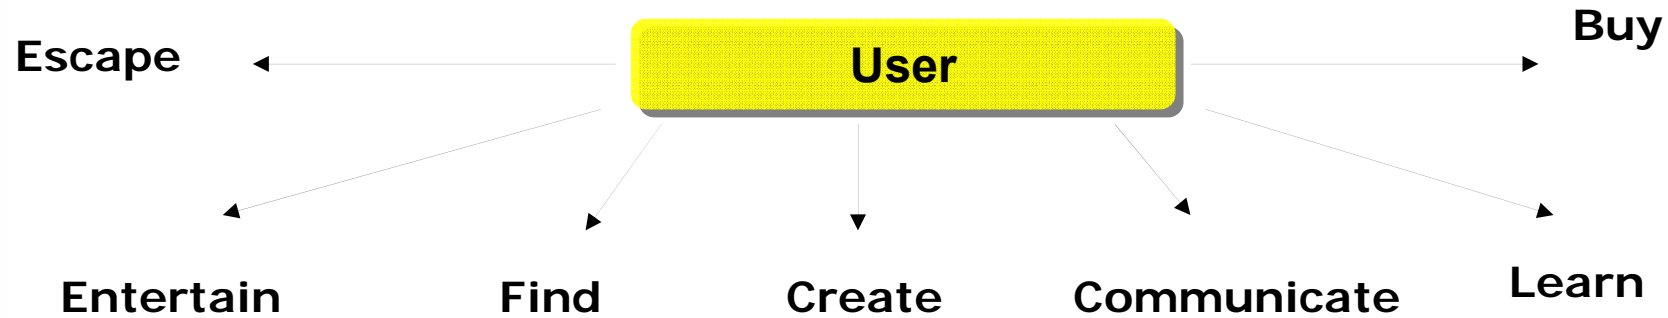 Buy
Escape
User
Entertain
Find
Create
Communicate
Learn